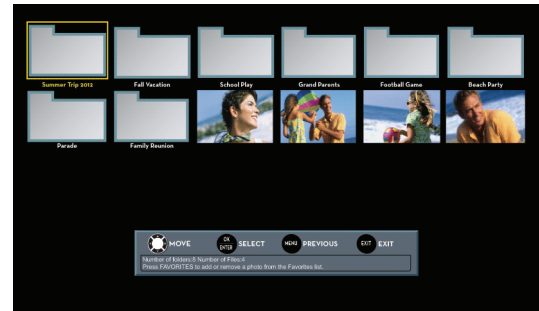 Summer Trip 2012
Fall Vacation
School Play
Grand Parents
Football Game
Beach Party
Parade
Family Reunion
OK
ENTER
MOVE
SELECT
MENU
PREVIOUS
EXIT
EXIT
Number of folders:8 Number of Files:4
Press FAVORITES to add or remove a photo from the Favorites list.